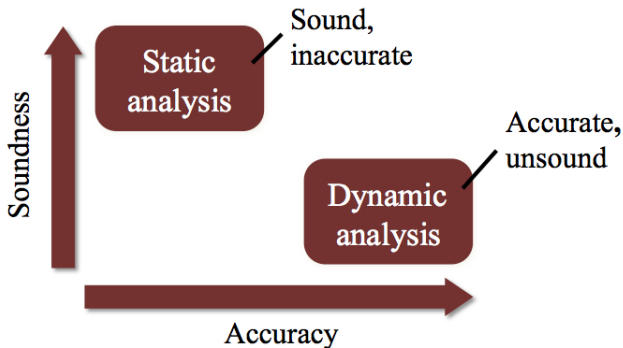 Sound,
inaccurate
Static
analysis
Soundness
Accurate,
unsound
Dynamic
analysis
Accuracy